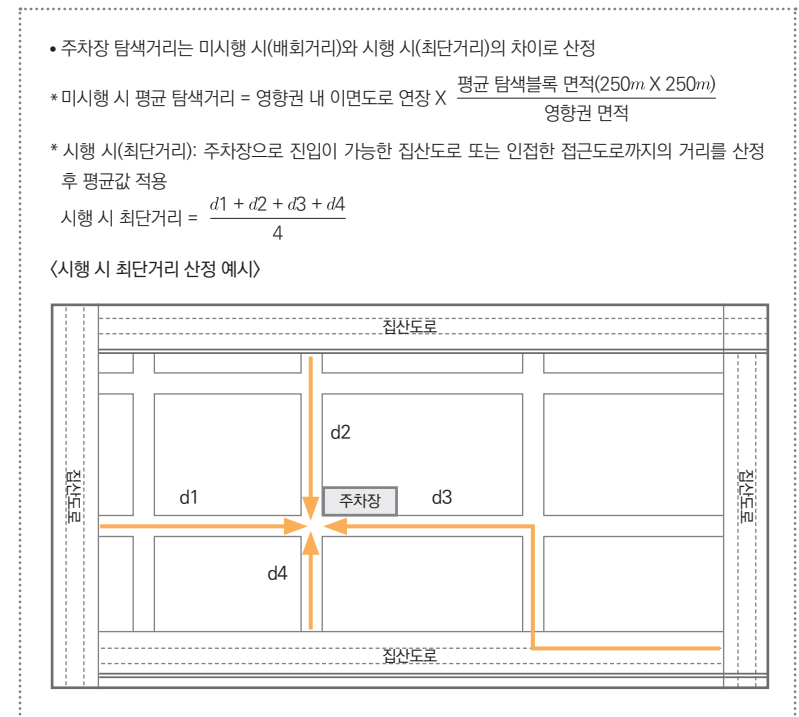 • 주차장 탐색거리는 미시행 시(배회거리)와 시행 시(최단거리)의 차이로 산정
* 미시행 시 평균 탐색거리 = 영향권 내 이면도로 연장 X 평균 탐색블록 면적(250m X 250m)
영향권 면적
* 시행 시(최단거리): 주차장으로 진입이 가능한 집산도로 또는 인접한 접근도로까지의 거리를 산정
후 평균값 적용
시행 시 최단거리 = d1 + d2 + d3 + d4
4
〈시행 시 최단거리 산정 예시〉
집산도로
d2
집산도로
d1
주차장
d3
집산도로
d4
집산도로